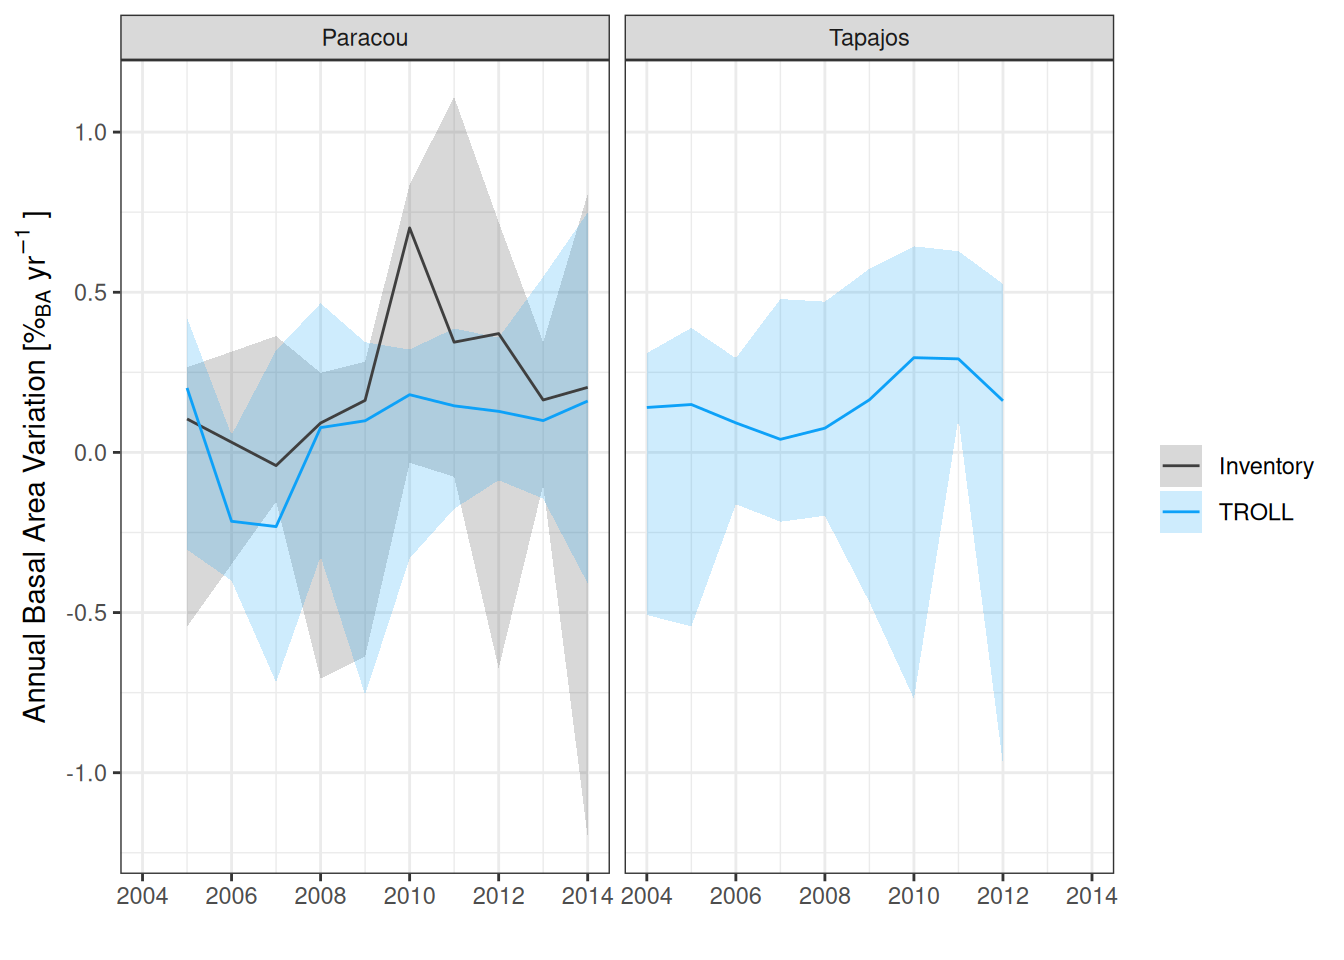 Paracou
Tapajos
Annual Basal Area Variation [%BA yr−1 ]
1.0
0.5
0.0
-0.5
-1.0
2004 2006 2008 2010 2012 2014
2004 2006 2008 2010 2012 2014
Inventory
TROLL